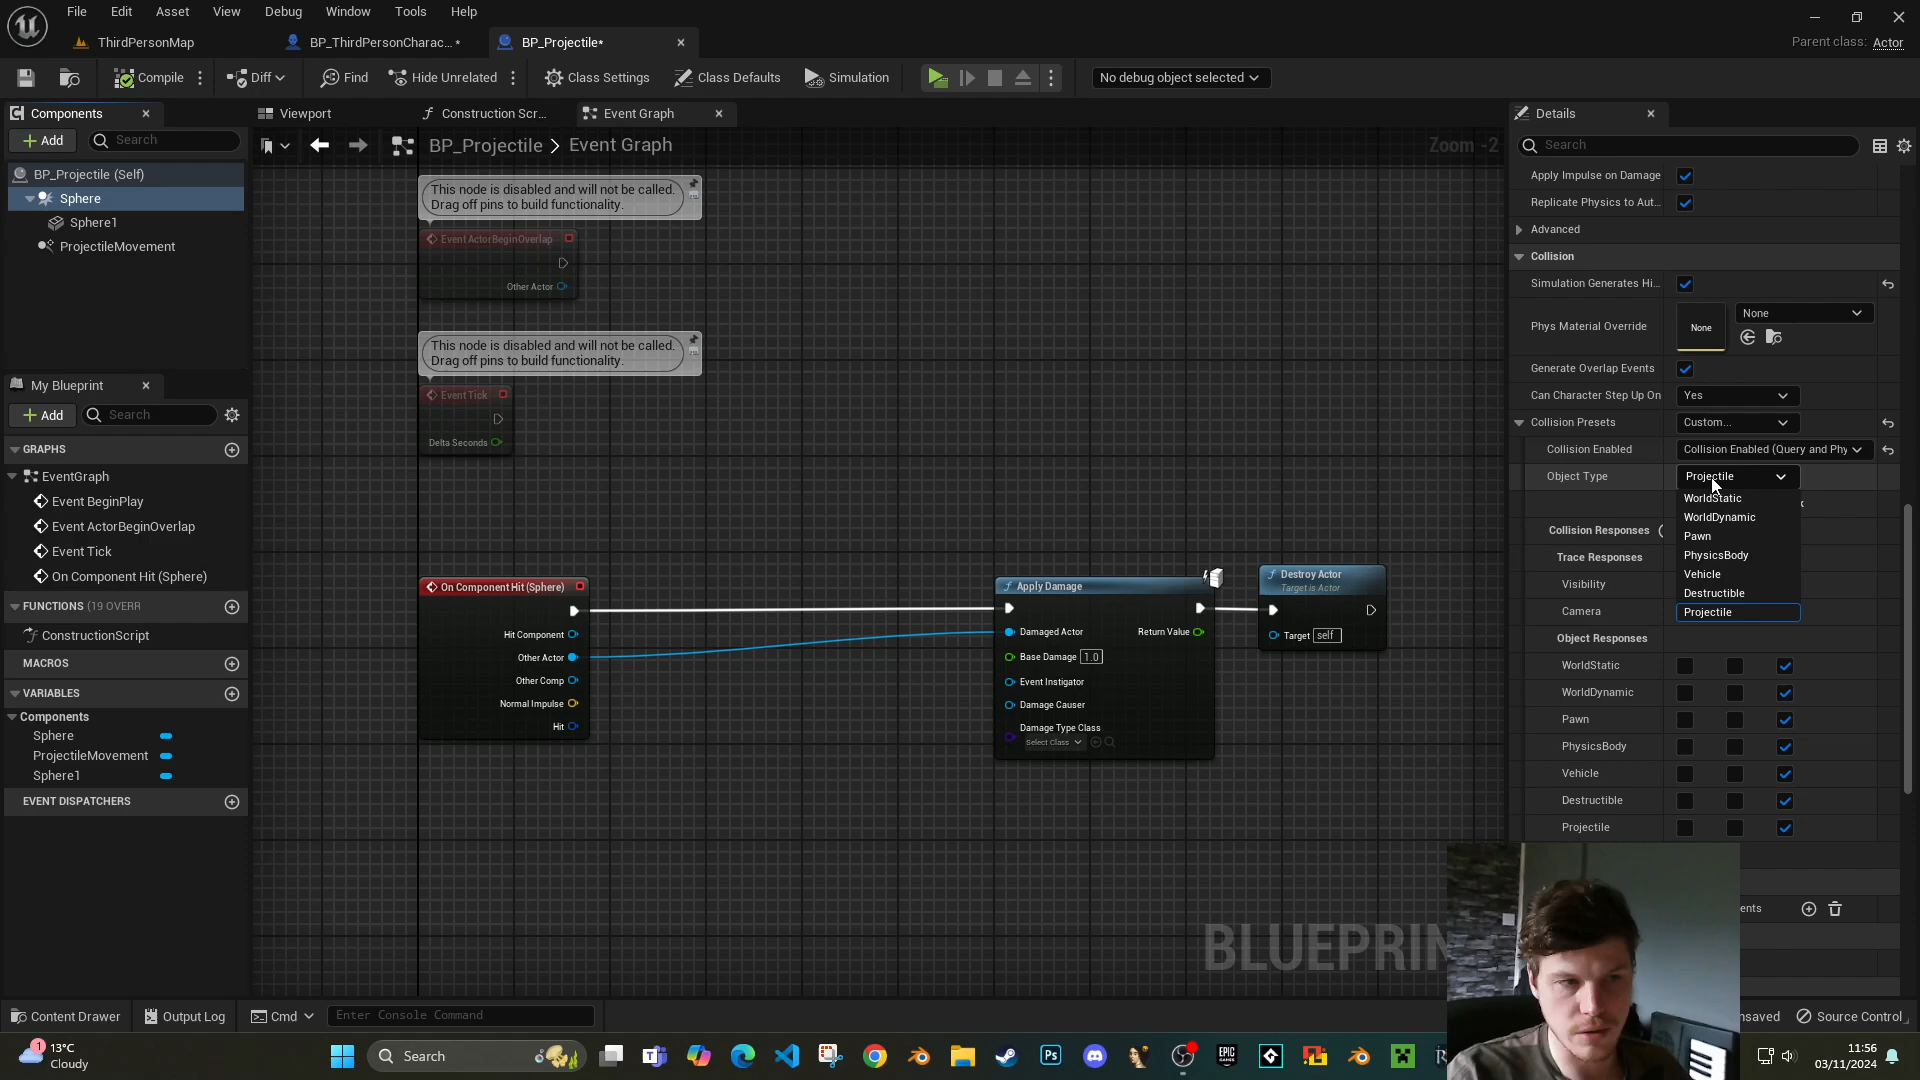 File Edit Asset View Debug Window Tools Help
ThirdPersonMap BP_ThirdPersonCharac...* BP_Projectile*
Parent class: Actor
Compile Diff Find Hide Unrelated Class Settings Class Defaults Simulation No debug object selected
Components
Add Search
BP_Projectile (Self)
Sphere
Sphere1
ProjectileMovement
My Blueprint
Add Search
GRAPHS
EventGraph
Event BeginPlay
Event ActorBeginOverlap
Event Tick
On Component Hit (Sphere)
FUNCTIONS (19 OVERR
ConstructionScript
MACROS
VARIABLES
Components
Sphere
ProjectileMovement
Sphere1
EVENT DISPATCHERS
Viewport Construction Scr... Event Graph
BP_Projectile > Event Graph
Zoom -2
This node is disabled and will not be called.
Drag off pins to build functionality.
Event ActorBeginOverlap
Other Actor
This node is disabled and will not be called.
Drag off pins to build functionality.
Event Tick
Delta Seconds
On Component Hit (Sphere)
Hit Component
Other Actor
Other Comp
Normal Impulse
Hit
Apply Damage
Damaged Actor Return Value
Base Damage 1.0
Event Instigator
Damage Causer
Damage Type Class
Select Class
Destroy Actor
Target is Actor
Target self
BLUEPRIN
Details
Search
Apply Impulse on Damage
Replicate Physics to Aut...
Advanced
Collision
Simulation Generates Hi...
Phys Material Override None None
Generate Overlap Events
Can Character Step Up On Yes
Collision Presets Custom...
Collision Enabled Collision Enabled (Query and Phy
Object Type Projectile
WorldStatic
WorldDynamic
Pawn
PhysicsBody
Vehicle
Destructible
Projectile
Collision Responses
Trace Responses
Visibility
Camera
Object Responses
WorldStatic
WorldDynamic
Pawn
PhysicsBody
Vehicle
Destructible
Projectile
ents
Content Drawer Output Log Cmd Enter Console Command
nsaved Source Control
1
13°C
Cloudy
Search
Ps
EPIC
GAMES
11:56
03/11/2024